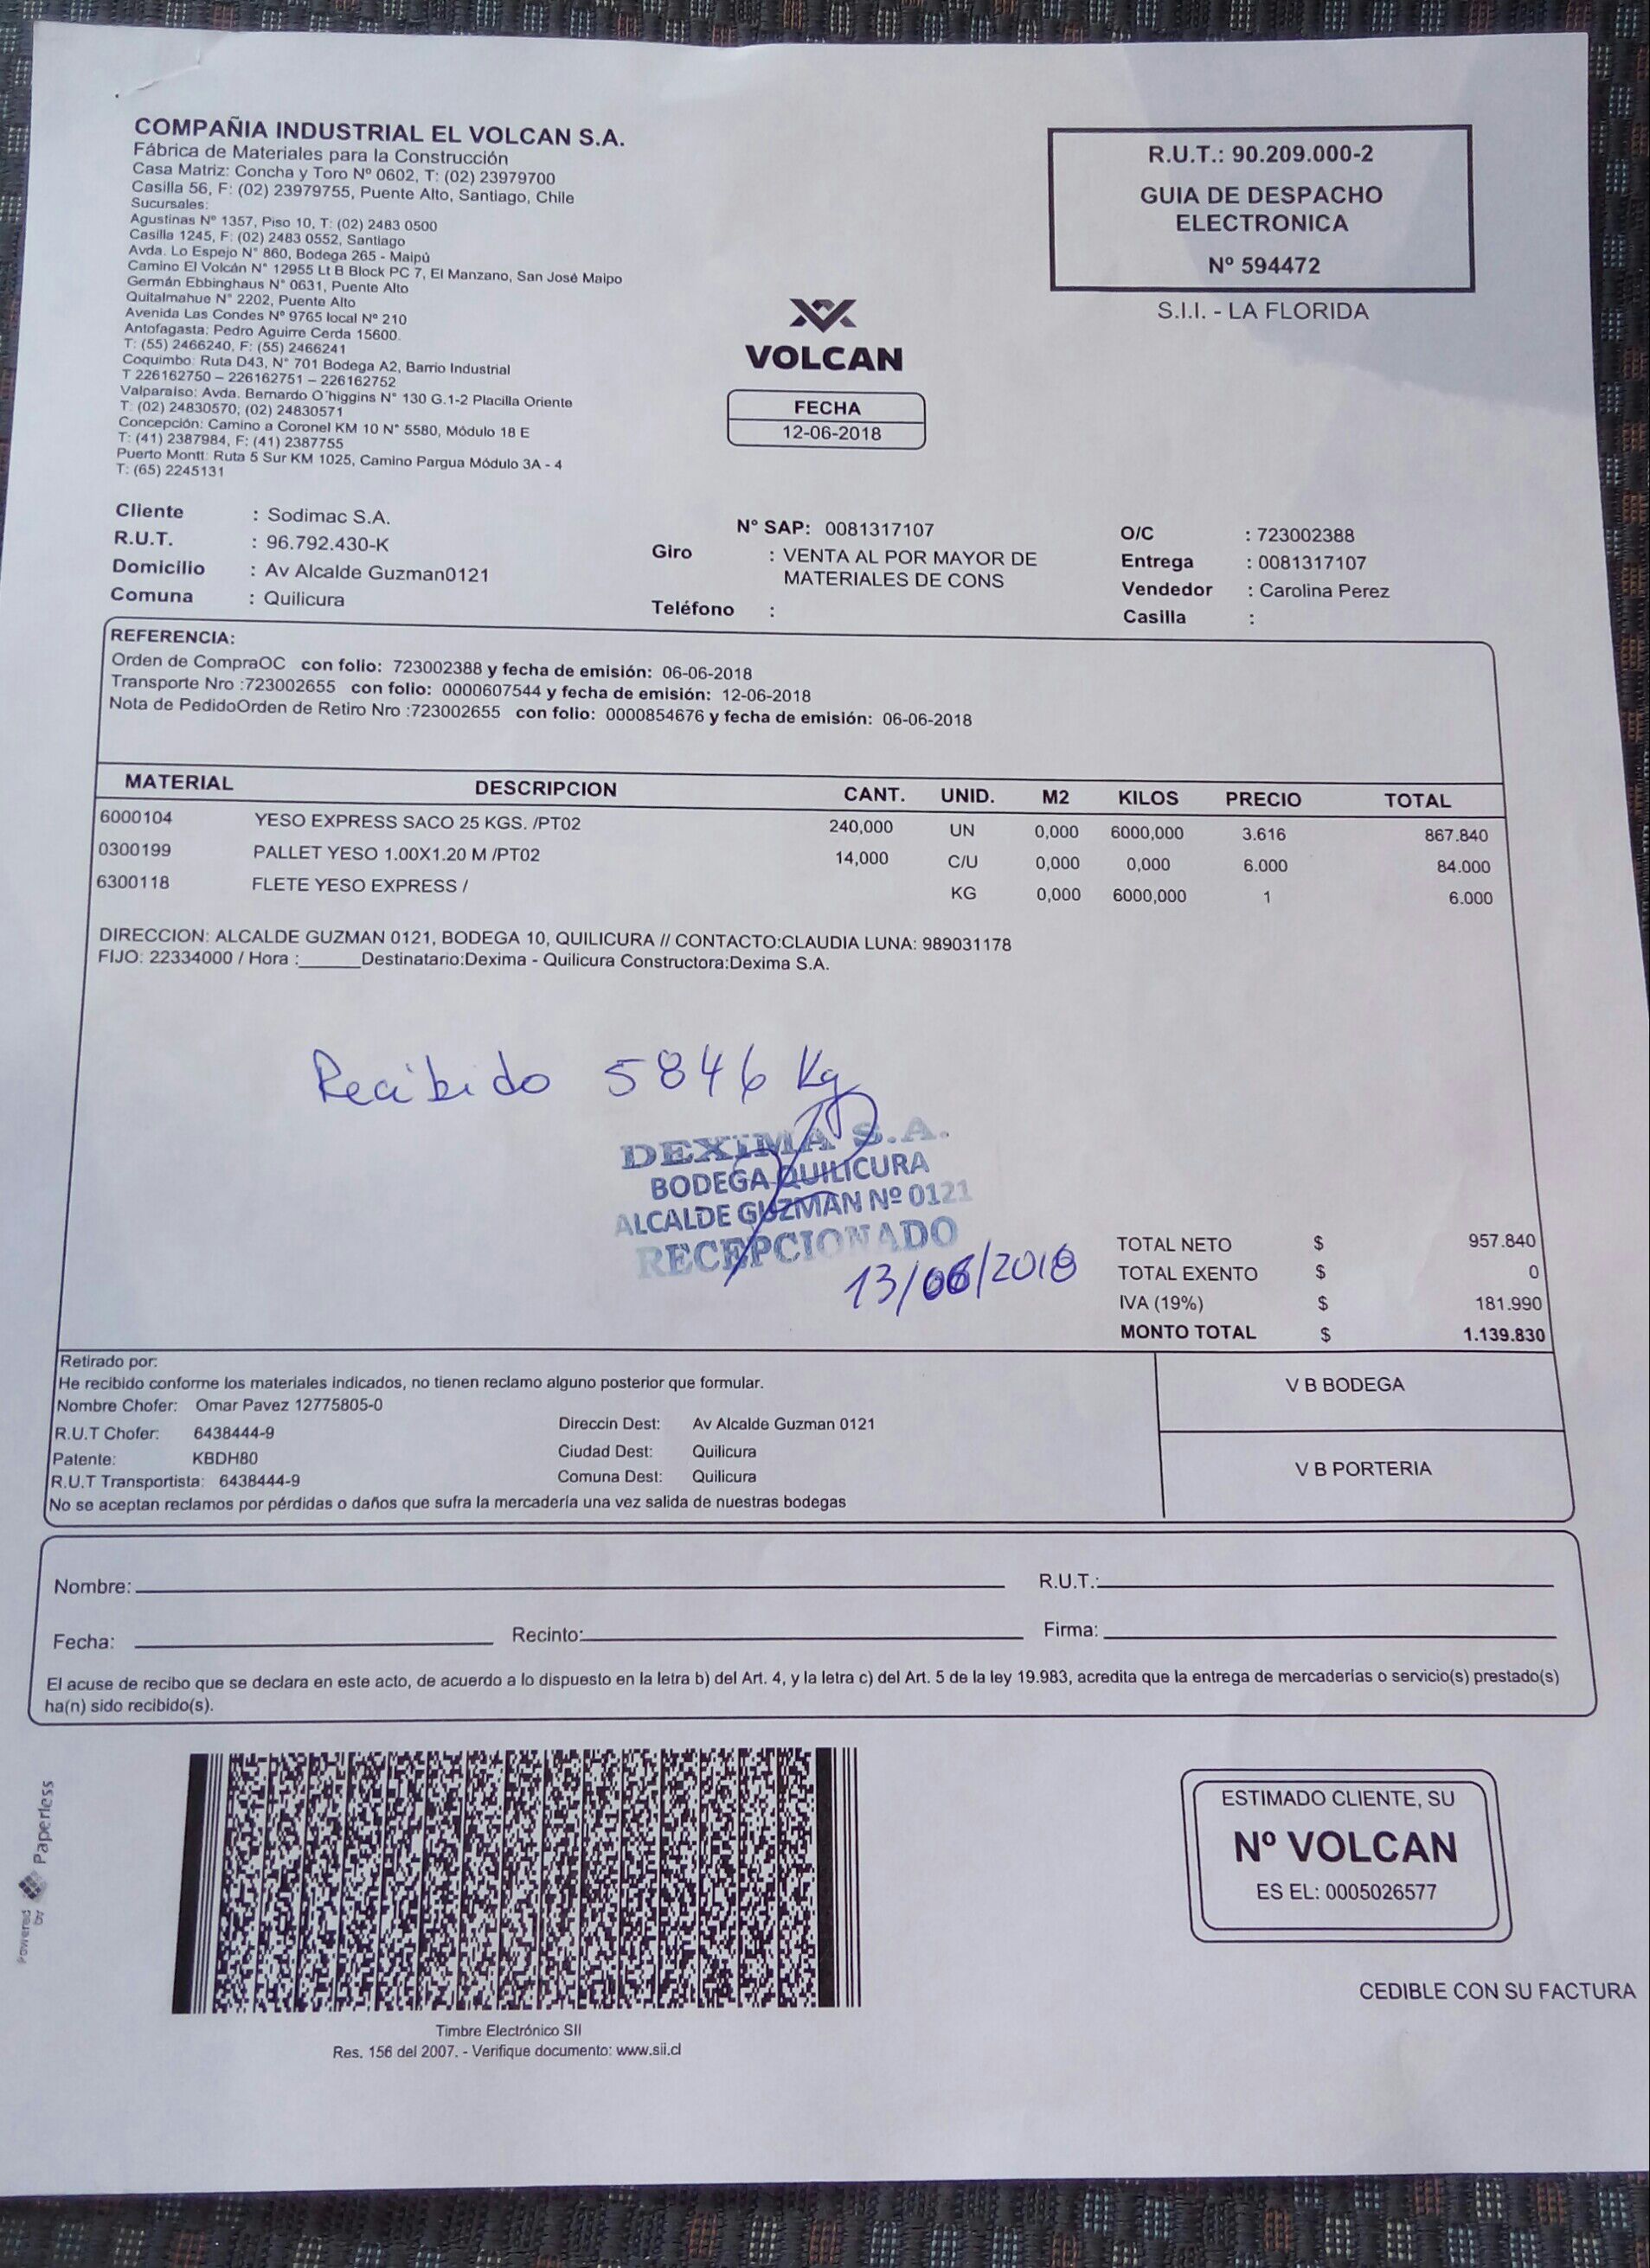 COMPAÑIA INDUSTRIAL EL VOLCAN S.A.
Fábrica de Materiales para la Construcción
Casa Matriz: Concha y Toro Nº 0602, T: (02) 23979700
Casilla 56, F: (02) 23979755, Puente Alto, Santiago, Chile
Sucursales:
Agustinas Nº 1357, Piso 10, T: (02) 2483 0500
Casilla 1245, F: (02) 2483 0552, Santiago
Avda. Lo Espejo N° 860, Bodega 265 - Maipú
Camino El Volcán N° 12955 Lt B Block PC 7, El Manzano, San José Maipo
Germán Ebbinghaus N° 0631, Puente Alto
Quitalmahue N° 2202, Puente Alto
Avenida Las Condes Nº 9765 local Nº 210
Antofagasta: Pedro Aguirre Cerda 15600.
T: (55) 2466240, F: (55) 2466241
Coquimbo: Ruta D43, N° 701 Bodega A2, Barrio Industrial
T 226162750 – 226162751 – 226162752
Valparaíso: Avda. Bernardo O´higgins N° 130 G.1-2 Placilla Oriente
T: (02) 24830570, (02) 24830571
Concepción: Camino a Coronel KM 10 N° 5580, Módulo 18 E
T: (41) 2387984, F: (41) 2387755
Puerto Montt: Ruta 5 Sur KM 1025, Camino Pargua Módulo 3A - 4
T: (65) 2245131
R.U.T.: 90.209.000-2
GUIA DE DESPACHO
ELECTRONICA
Nº 594472
S.I.I. - LA FLORIDA
VOLCAN
FECHA
12-06-2018
Cliente : Sodimac S.A.
R.U.T. : 96.792.430-K
Domicilio : Av Alcalde Guzman0121
Comuna : Quilicura
N° SAP: 0081317107
Giro : VENTA AL POR MAYOR DE
MATERIALES DE CONS
Teléfono :
O/C : 723002388
Entrega : 0081317107
Vendedor : Carolina Perez
Casilla :
REFERENCIA:
Orden de CompraOC con folio: 723002388 y fecha de emisión: 06-06-2018
Transporte Nro :723002655 con folio: 0000607544 y fecha de emisión: 12-06-2018
Nota de PedidoOrden de Retiro Nro :723002655 con folio: 0000854676 y fecha de emisión: 06-06-2018
MATERIAL DESCRIPCION CANT. UNID. M2 KILOS PRECIO TOTAL
6000104 YESO EXPRESS SACO 25 KGS. /PT02 240,000 UN 0,000 6000,000 3.616 867.840
0300199 PALLET YESO 1.00X1.20 M /PT02 14,000 C/U 0,000 0,000 6.000 84.000
6300118 FLETE YESO EXPRESS / KG 0,000 6000,000 1 6.000
DIRECCION: ALCALDE GUZMAN 0121, BODEGA 10, QUILICURA // CONTACTO:CLAUDIA LUNA: 989031178
FIJO: 22334000 / Hora :______Destinatario:Dexima - Quilicura Constructora:Dexima S.A.
Recibido 5846 Kg
DEXIMA S.A.
BODEGA QUILICURA
ALCALDE GUZMAN Nº 0121
RECEPCIONADO
13/06/2018
TOTAL NETO $ 957.840
TOTAL EXENTO $ 0
IVA (19%) $ 181.990
MONTO TOTAL $ 1.139.830
Retirado por:
He recibido conforme los materiales indicados, no tienen reclamo alguno posterior que formular.
Nombre Chofer: Omar Pavez 12775805-0
R.U.T Chofer: 6438444-9
Patente: KBDH80
R.U.T Transportista: 6438444-9
Direccin Dest: Av Alcalde Guzman 0121
Ciudad Dest: Quilicura
Comuna Dest: Quilicura
No se aceptan reclamos por pérdidas o daños que sufra la mercadería una vez salida de nuestras bodegas
V B BODEGA
V B PORTERIA
Nombre: R.U.T.:
Fecha: Recinto: Firma:
El acuse de recibo que se declara en este acto, de acuerdo a lo dispuesto en la letra b) del Art. 4, y la letra c) del Art. 5 de la ley 19.983, acredita que la entrega de mercaderías o servicio(s) prestado(s)
ha(n) sido recibido(s).
Powered by Paperless
Timbre Electrónico SII
Res. 156 del 2007. - Verifique documento: www.sii.cl
ESTIMADO CLIENTE, SU
Nº VOLCAN
ES EL: 0005026577
CEDIBLE CON SU FACTURA